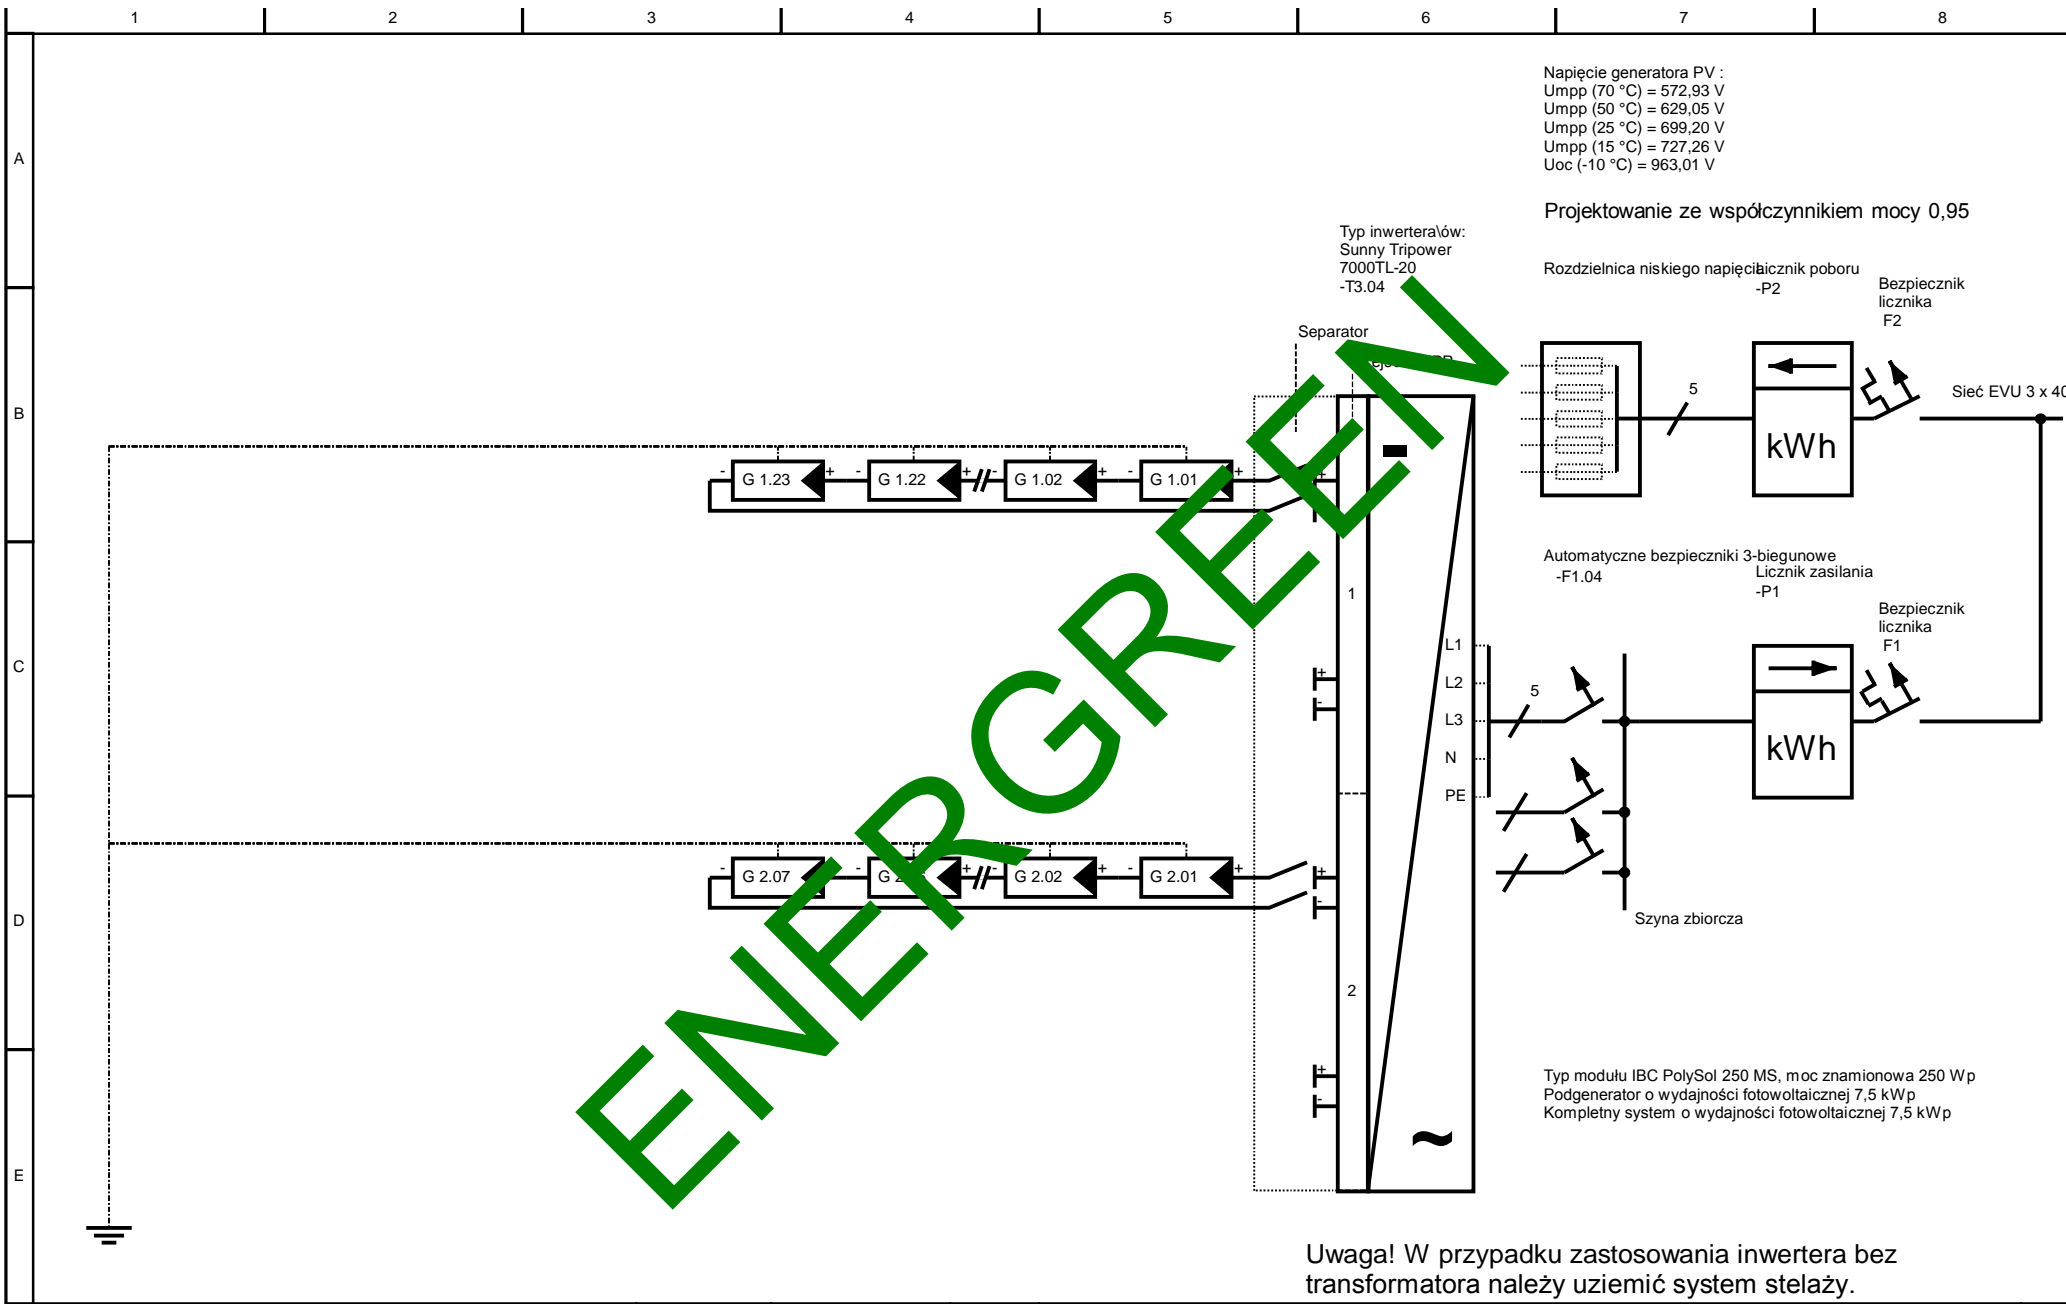 1 2 3 4 5 6 7 8
Napięcie generatora PV :
Umpp (70 °C) = 572,93 V
Umpp (50 °C) = 629,05 V
Umpp (25 °C) = 699,20 V
Umpp (15 °C) = 727,26 V
Uoc (-10 °C) = 963,01 V
A
Projektowanie ze współczynnikiem mocy 0,95
Typ inwertera\ów:
Sunny Tripower
7000TL-20
-T3.04
Rozdzielnica niskiego napięcia
Licznik poboru
-P2
Bezpiecznik
licznika
F2
Separator
B
5
kWh
Sieć EVU 3 x 40
- G 1.23 + - G 1.22 + - G 1.02 + - G 1.01 + +
Automatyczne bezpieczniki 3-biegunowe
-F1.04
Licznik zasilania
-P1
Bezpiecznik
licznika
F1
1
C
L1
L2
L3
N
PE
+
-
5
kWh
- G 2.07 - + - G 2.02 + - G 2.01 + +
-
D
Szyna zbiorcza
2
+
-
~
Typ modułu IBC PolySol 250 MS, moc znamionowa 250 Wp
Podgenerator o wydajności fotowoltaicznej 7,5 kWp
Kompletny system o wydajności fotowoltaicznej 7,5 kWp
E
Uwaga! W przypadku zastosowania inwertera bez
transformatora należy uziemić system stelaży.
ENERGREEN